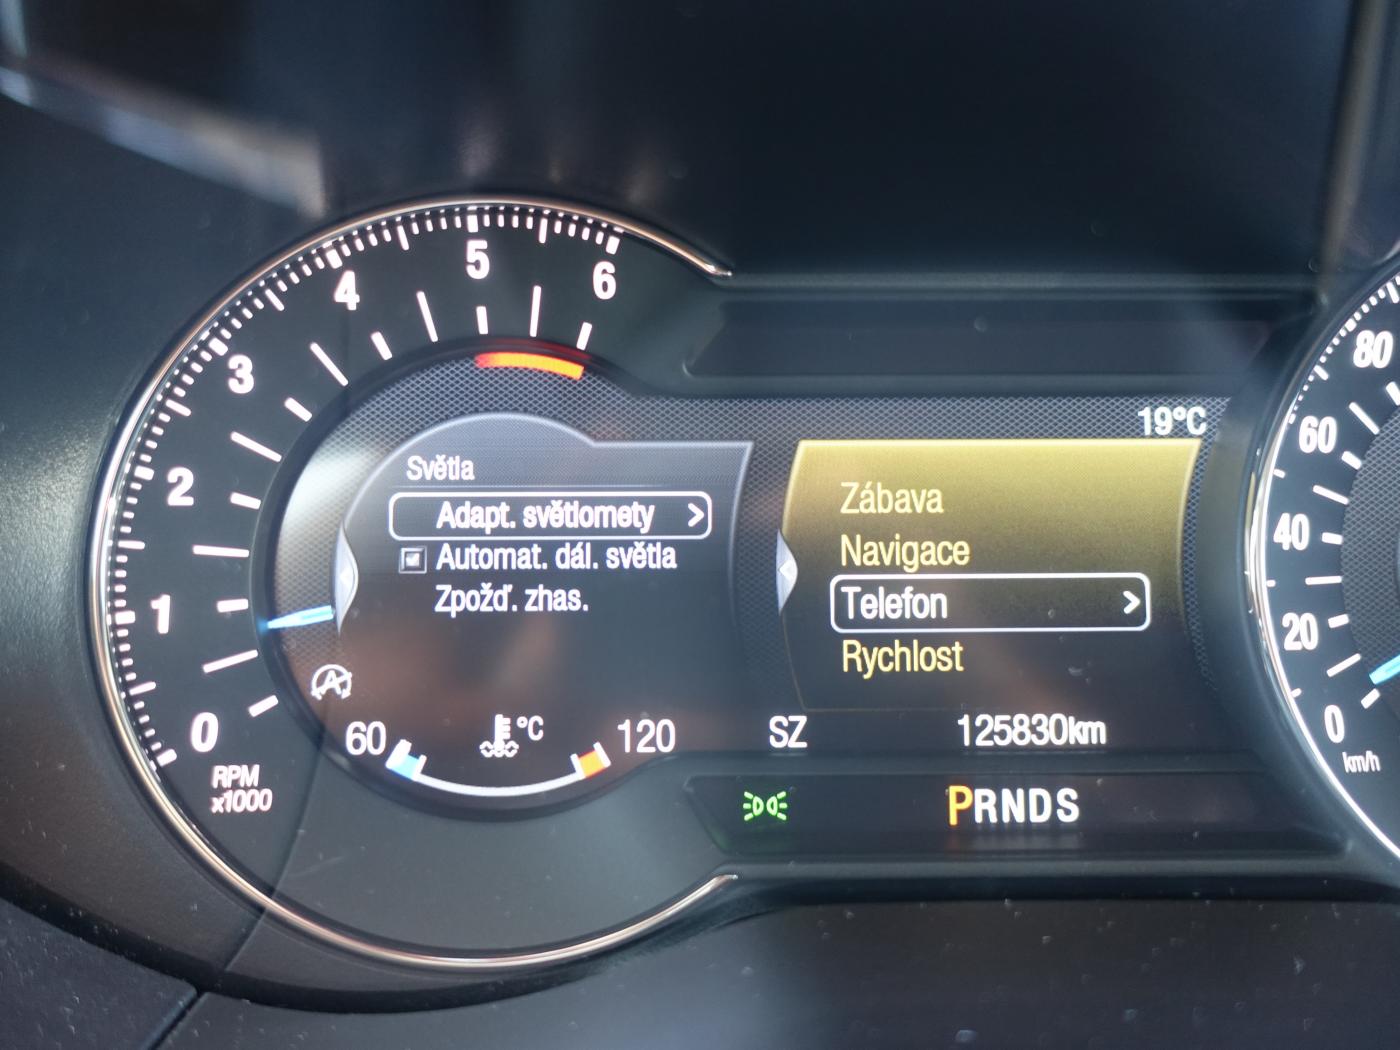 0
1
2
3
4
5
6
RPM
x1000
Světla
Adapt. světlomety >
Automat. dál. světla
Zpožď. zhas.
60
°C
120
19°C
Zábava
Navigace
Telefon >
Rychlost
SZ
125830km
PRNDS
80
60
40
20
0
km/h